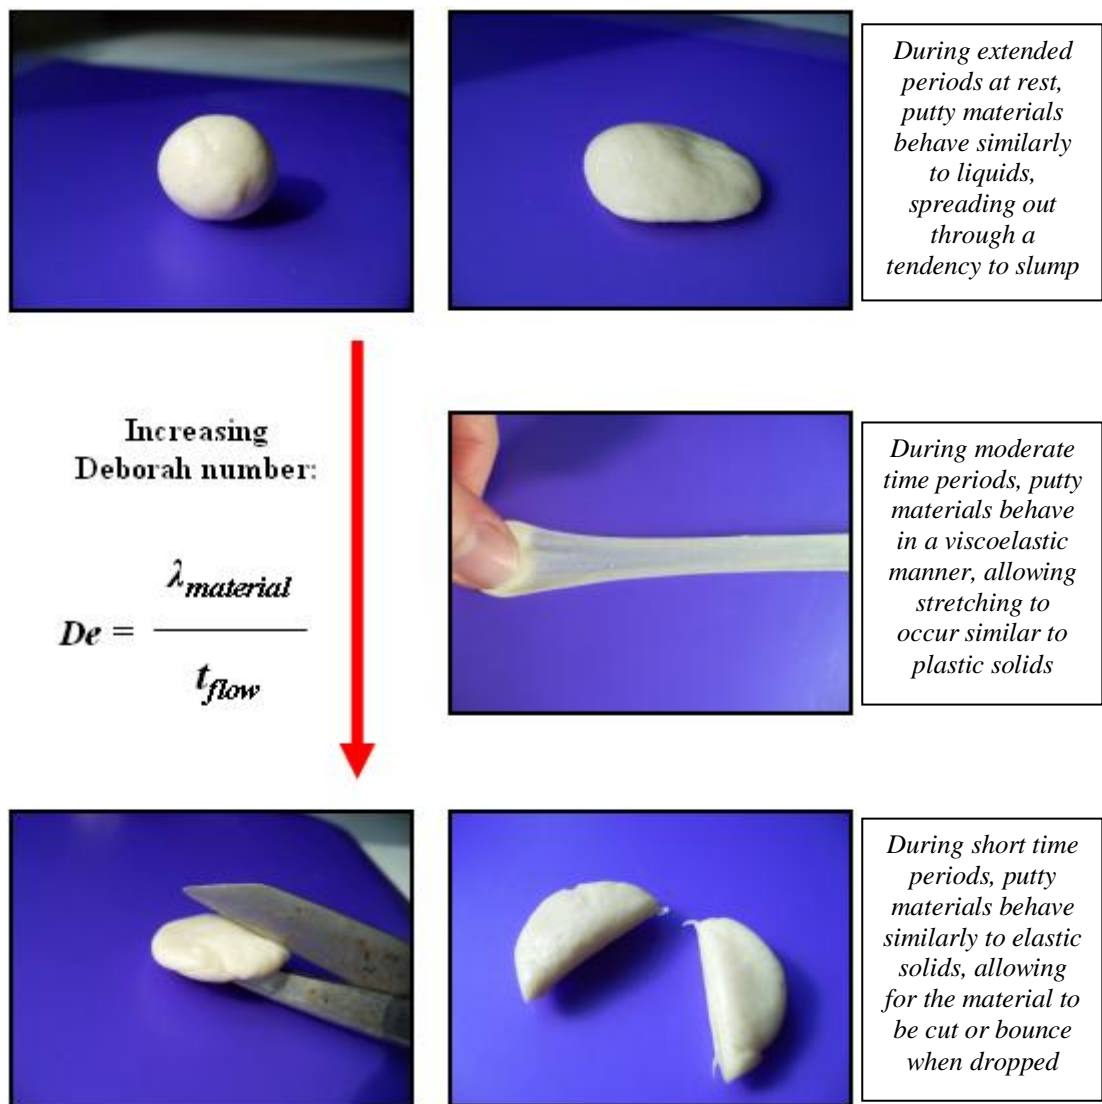 During extended
periods at rest,
putty materials
behave similarly
to liquids,
spreading out
through a
tendency to slump
Increasing
Deborah number:
De = λmaterial / tflow
During moderate
time periods, putty
materials behave
in a viscoelastic
manner, allowing
stretching to
occur similar to
plastic solids
During short time
periods, putty
materials behave
similarly to elastic
solids, allowing
for the material to
be cut or bounce
when dropped